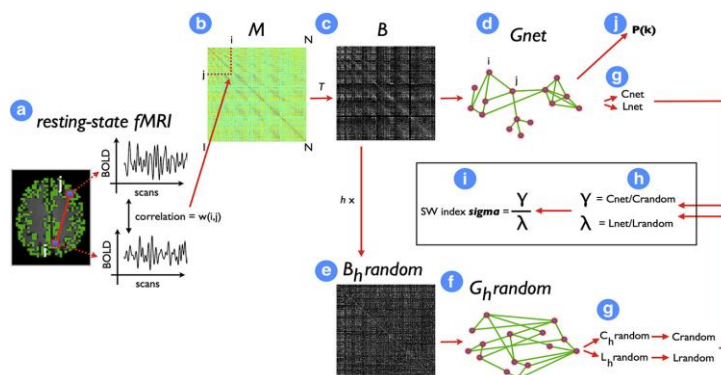 a
resting-state fMRI
BOLD
scans
correlation = w(i,j)
BOLD
scans
j
i
b
M
i
N
j
I
N
T
c
B
h x
d
Gnet
i
j
j
P(k)
g
Cnet
Lnet
i
SW index sigma = γ
λ
h
γ = Cnet/Crandom
λ = Lnet/Lrandom
e
Bhrandom
f
Ghrandom
g
Chrandom
Crandom
Lhrandom
Lrandom